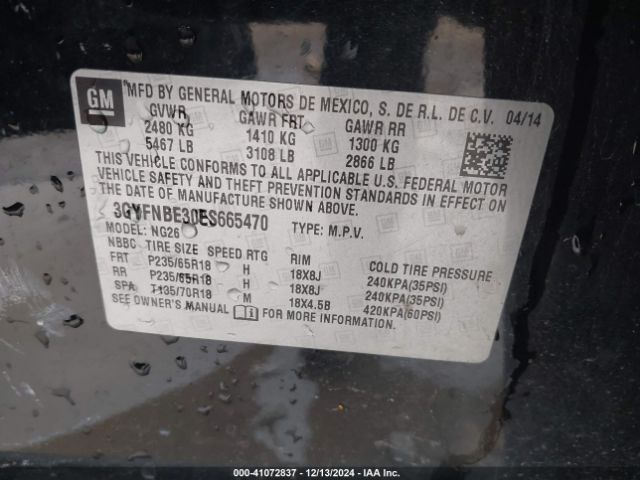 GM
MFD BY GENERAL MOTORS DE MEXICO, S. DE R.L. DE C.V. 04/14
GVWR GAWR FRT GAWR RR
2480 KG 1410 KG 1300 KG
5467 LB 3108 LB 2866 LB
THIS VEHICLE CONFORMS TO ALL APPLICABLE U.S. FEDERAL MOTOR
VEHICLE SAFETY AND THEFT PREVENTION STANDARDS IN EFFECT ON
THE DATE OF MANUFACTURE SHOWN ABOVE.
3GYFNBE30ES665470 TYPE: M.P.V.
MODEL: NG26
NBBC TIRE SIZE SPEED RTG RIM COLD TIRE PRESSURE
FRT P235/65R18 H 18X8J 240KPA(35PSI)
RR P235/65R18 H 18X8J 240KPA(35PSI)
SPA T135/70R18 M 18X4.5B 420KPA(60PSI)
SEE OWNER'S MANUAL FOR MORE INFORMATION.
000-41072837 • 12/13/2024 • IAA Inc.